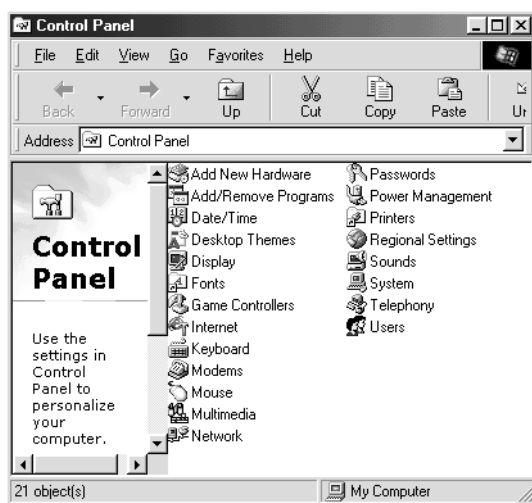 Control Panel
File Edit View Go Favorites Help
Back Forward Up Cut Copy Paste Ur
Address Control Panel
Control
Panel
Use the
settings in
Control
Panel to
personalize
your
computer.
Add New Hardware
Add/Remove Programs
Date/Time
Desktop Themes
Display
Fonts
Game Controllers
Internet
Keyboard
Modems
Mouse
Multimedia
Network
Passwords
Power Management
Printers
Regional Settings
Sounds
System
Telephony
Users
21 object(s) My Computer